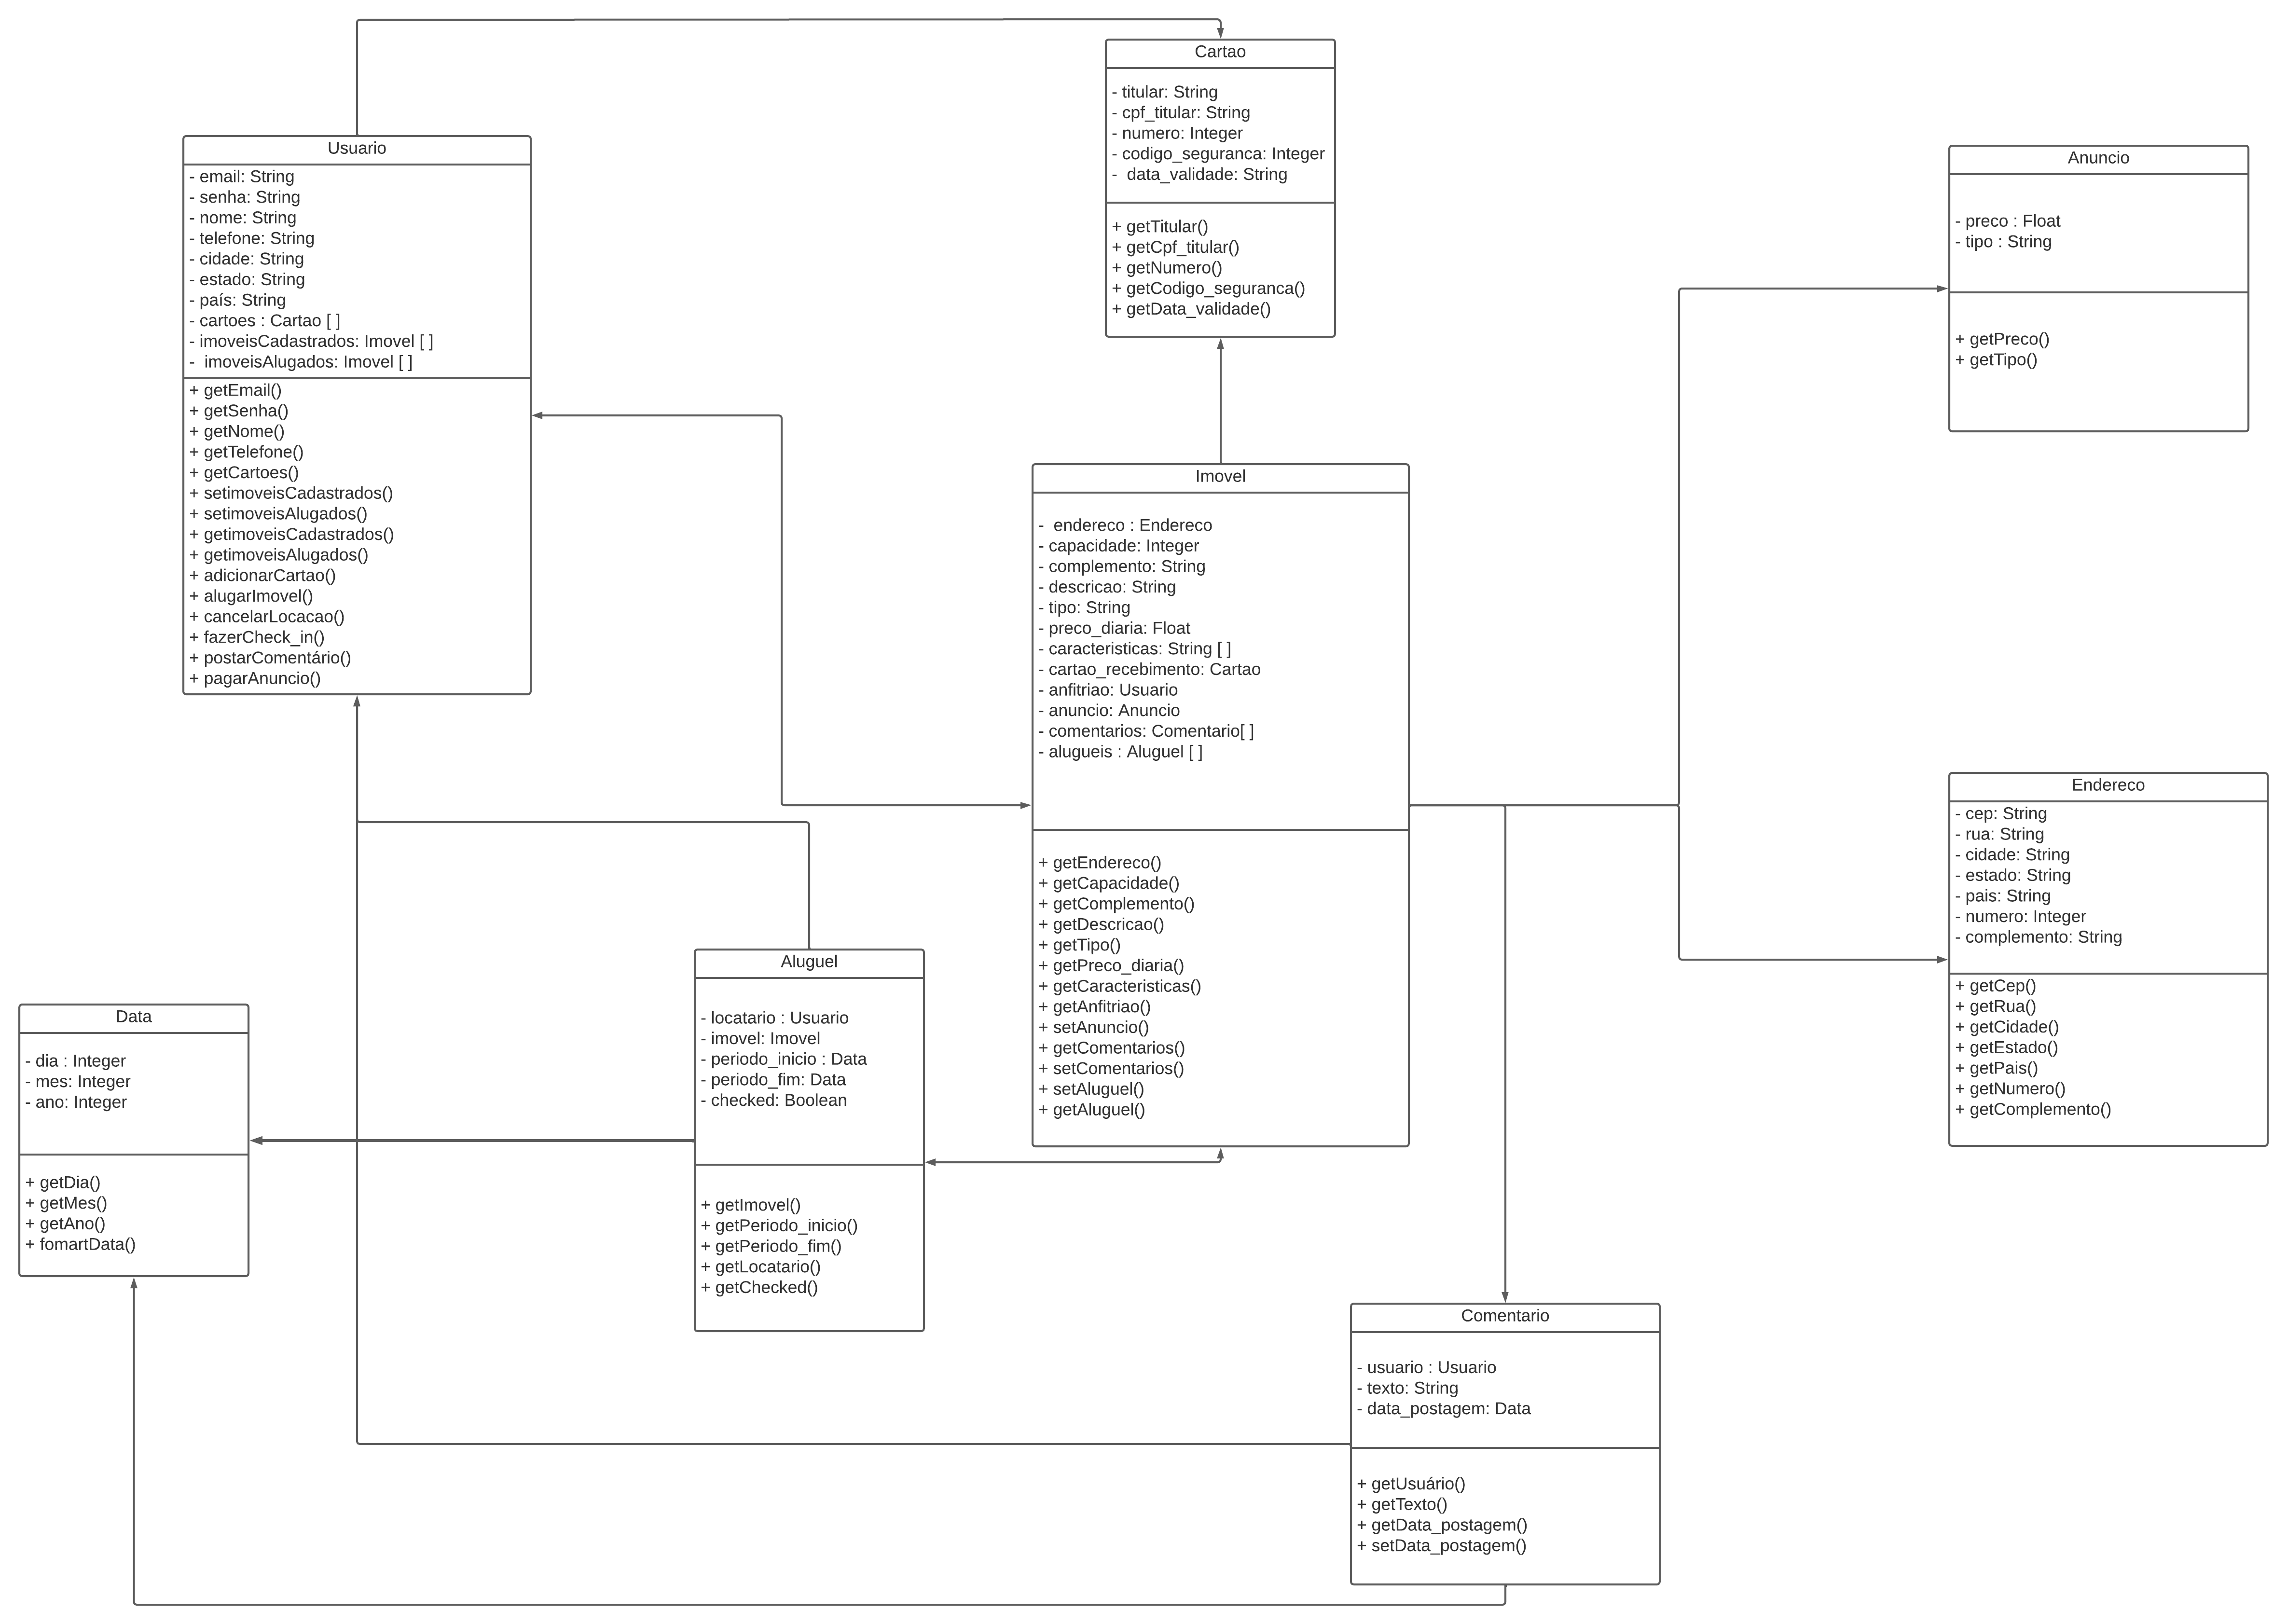 Cartao
- titular: String
- cpf_titular: String
- numero: Integer
- codigo_seguranca: Integer
-  data_validade: String
+ getTitular()
+ getCpf_titular()
+ getNumero()
+ getCodigo_seguranca()
+ getData_validade()
Usuario
- email: String
- senha: String
- nome: String
- telefone: String
- cidade: String
- estado: String
- país: String
- cartoes : Cartao [ ]
- imoveisCadastrados: Imovel [ ]
-  imoveisAlugados: Imovel [ ]
+ getEmail()
+ getSenha()
+ getNome()
+ getTelefone()
+ getCartoes()
+ setimoveisCadastrados()
+ setimoveisAlugados()
+ getimoveisCadastrados()
+ getimoveisAlugados()
+ adicionarCartao()
+ alugarImovel()
+ cancelarLocacao()
+ fazerCheck_in()
+ postarComentário()
+ pagarAnuncio()
Anuncio
- preco : Float
- tipo : String
+ getPreco()
+ getTipo()
Imovel
-  endereco : Endereco
- capacidade: Integer
- complemento: String
- descricao: String
- tipo: String
- preco_diaria: Float
- caracteristicas: String [ ]
- cartao_recebimento: Cartao
- anfitriao: Usuario
- anuncio: Anuncio
- comentarios: Comentario[ ]
- alugueis : Aluguel [ ]
+ getEndereco()
+ getCapacidade()
+ getComplemento()
+ getDescricao()
+ getTipo()
+ getPreco_diaria()
+ getCaracteristicas()
+ getAnfitriao()
+ setAnuncio()
+ getComentarios()
+ setComentarios()
+ setAluguel()
+ getAluguel()
Endereco
- cep: String
- rua: String
- cidade: String
- estado: String
- pais: String
- numero: Integer
- complemento: String
+ getCep()
+ getRua()
+ getCidade()
+ getEstado()
+ getPais()
+ getNumero()
+ getComplemento()
Aluguel
- locatario : Usuario
- imovel: Imovel
- periodo_inicio : Data
- periodo_fim: Data
- checked: Boolean
+ getImovel()
+ getPeriodo_inicio()
+ getPeriodo_fim()
+ getLocatario()
+ getChecked()
Data
- dia : Integer
- mes: Integer
- ano: Integer
+ getDia()
+ getMes()
+ getAno()
+ fomartData()
Comentario
- usuario : Usuario
- texto: String
- data_postagem: Data
+ getUsuário()
+ getTexto()
+ getData_postagem()
+ setData_postagem()